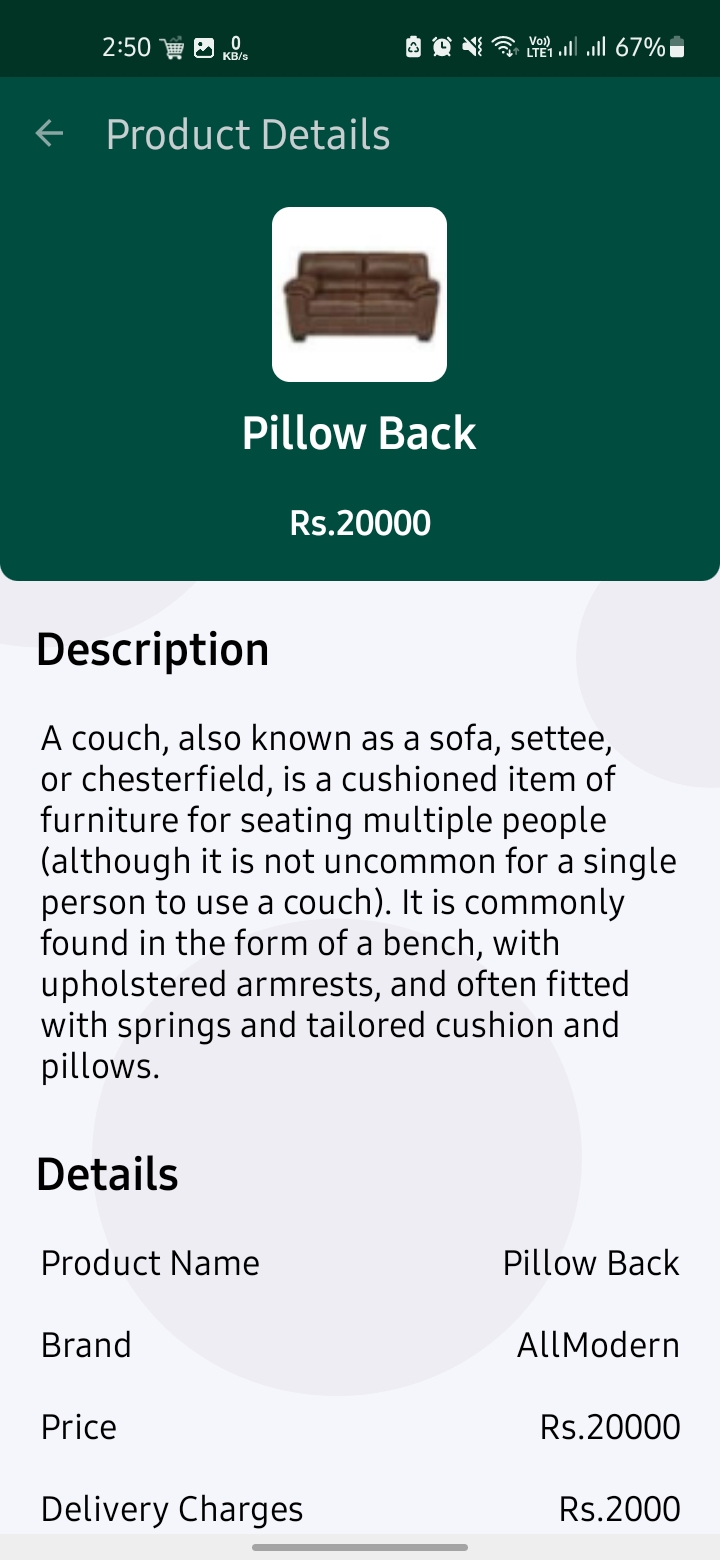 2:50 0 KB/s Vo)) LTE1 67%
Product Details
Pillow Back
Rs.20000
Description
A couch, also known as a sofa, settee,
or chesterfield, is a cushioned item of
furniture for seating multiple people
(although it is not uncommon for a single
person to use a couch). It is commonly
found in the form of a bench, with
upholstered armrests, and often fitted
with springs and tailored cushion and
pillows.
Details
Product Name Pillow Back
Brand AllModern
Price Rs.20000
Delivery Charges Rs.2000